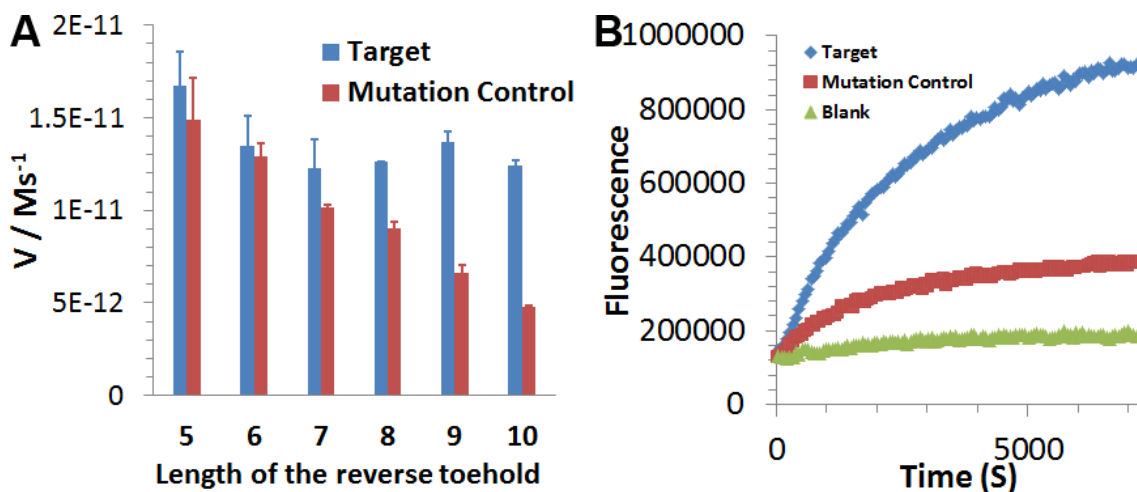 A
2E-11
1.5E-11
1E-11
5E-12
0
V / Ms⁻¹
Target
Mutation Control
5 6 7 8 9 10
Length of the reverse toehold
B
1000000
800000
600000
400000
200000
0
Fluorescence
Target
Mutation Control
Blank
0 5000
Time (S)